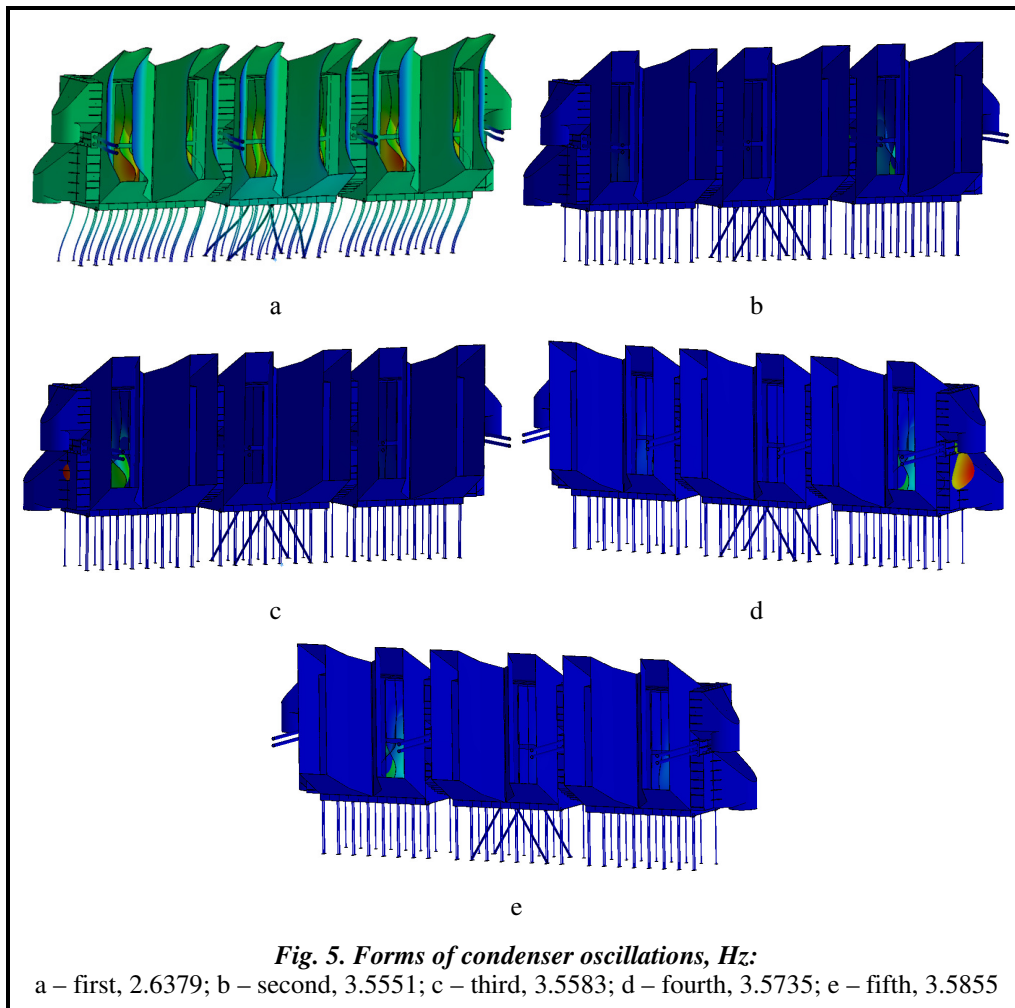 a
b
c
d
e
Fig. 5. Forms of condenser oscillations, Hz:
a – first, 2.6379; b – second, 3.5551; c – third, 3.5583; d – fourth, 3.5735; e – fifth, 3.5855